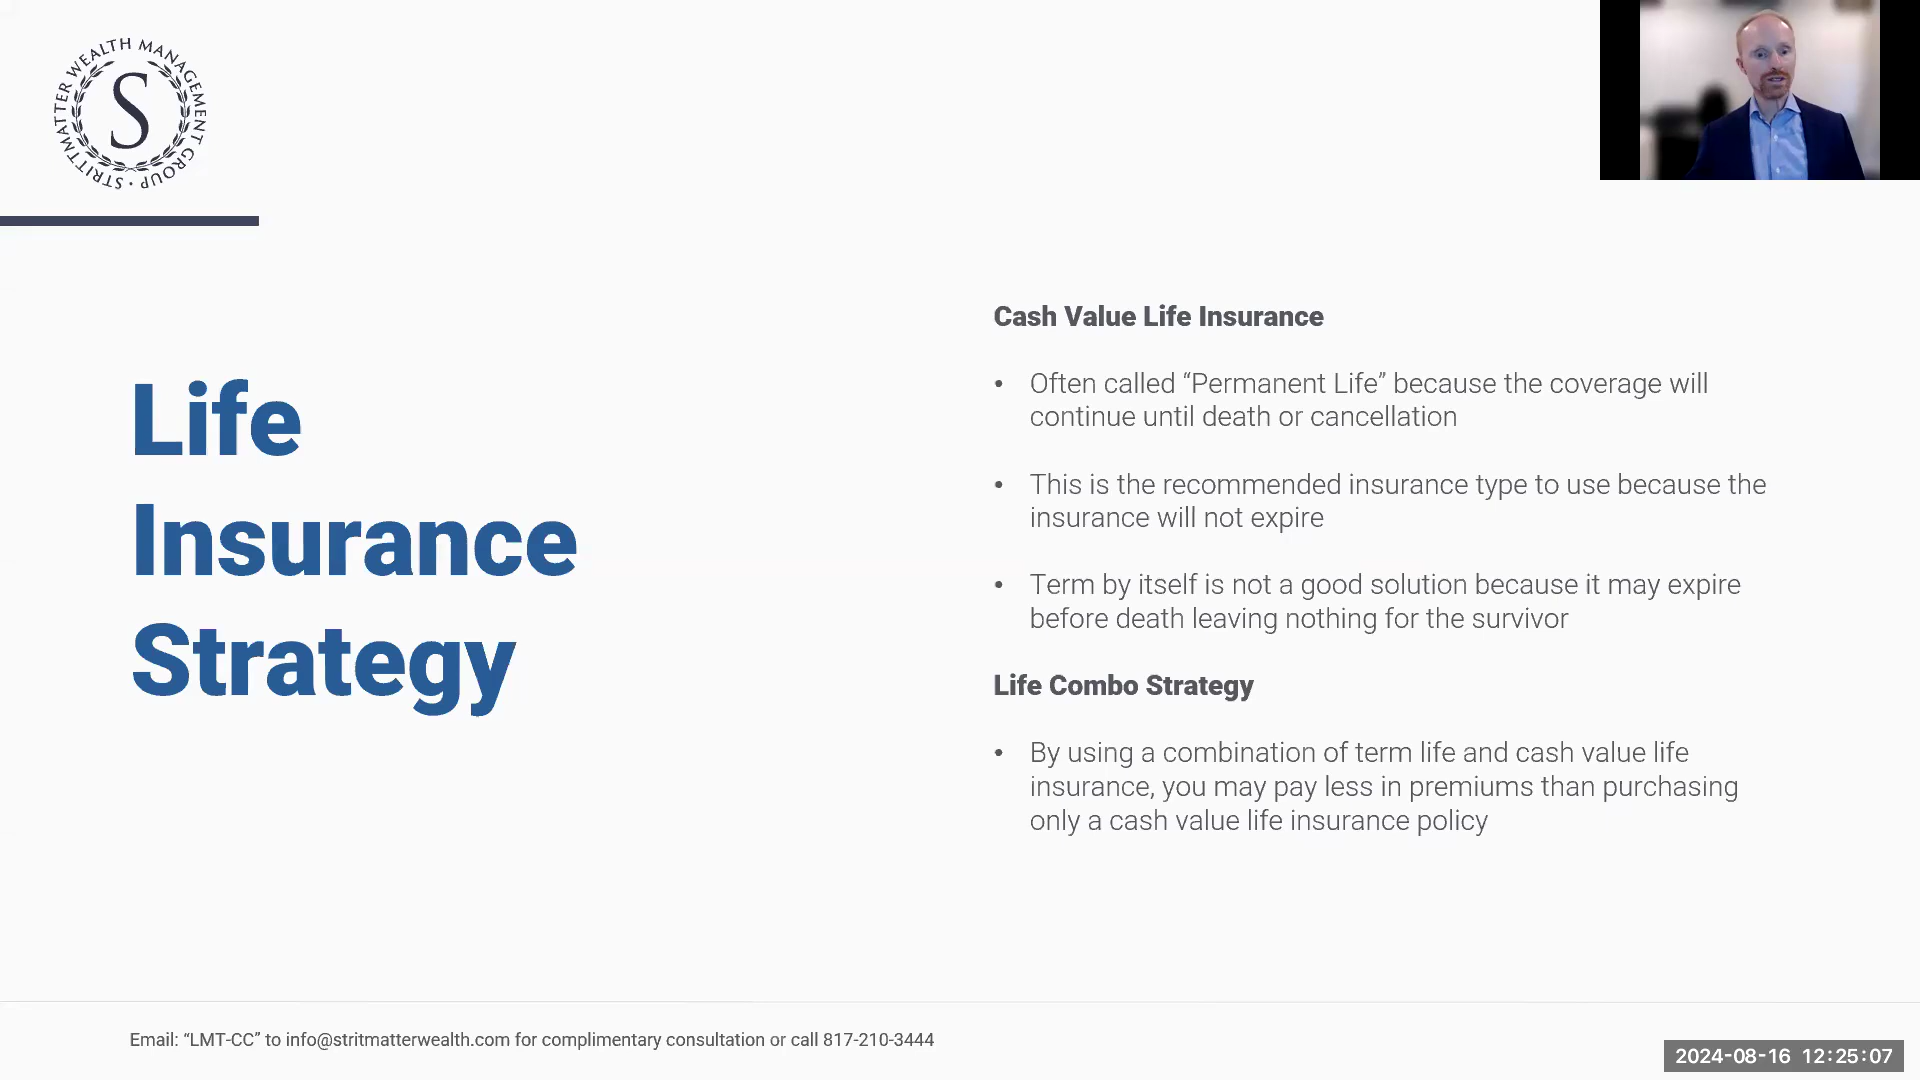 STRITTMATTER WEALTH MANAGEMENT GROUP ·
S
Life
Insurance
Strategy
Cash Value Life Insurance
• Often called “Permanent Life” because the coverage will
continue until death or cancellation
• This is the recommended insurance type to use because the
insurance will not expire
• Term by itself is not a good solution because it may expire
before death leaving nothing for the survivor
Life Combo Strategy
• By using a combination of term life and cash value life
insurance, you may pay less in premiums than purchasing
only a cash value life insurance policy
Email: “LMT-CC” to info@stritmatterwealth.com for complimentary consultation or call 817-210-3444
2024-08-16 12:25:07